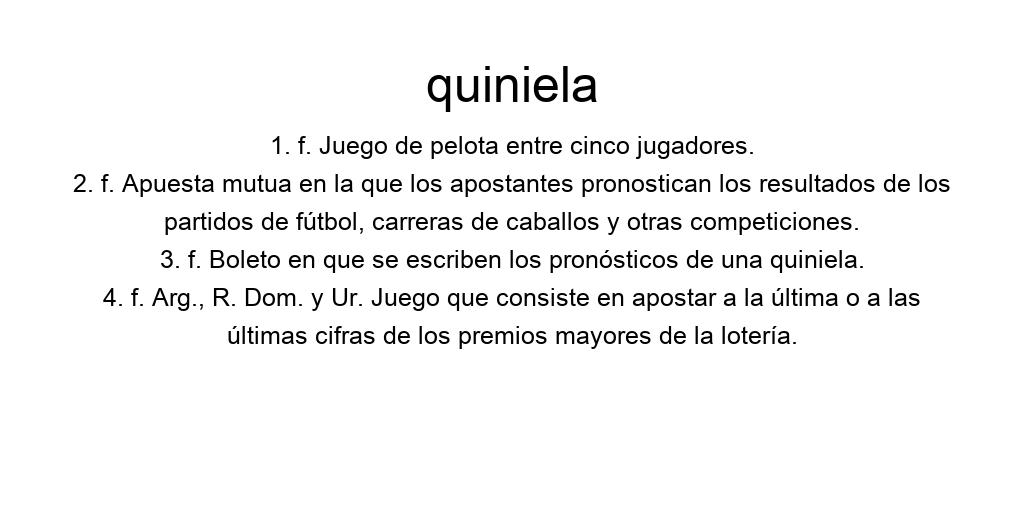 quiniela
1. f. Juego de pelota entre cinco jugadores.
2. f. Apuesta mutua en la que los apostantes pronostican los resultados de los
partidos de fútbol, carreras de caballos y otras competiciones.
3. f. Boleto en que se escriben los pronósticos de una quiniela.
4. f. Arg., R. Dom. y Ur. Juego que consiste en apostar a la última o a las
últimas cifras de los premios mayores de la lotería.